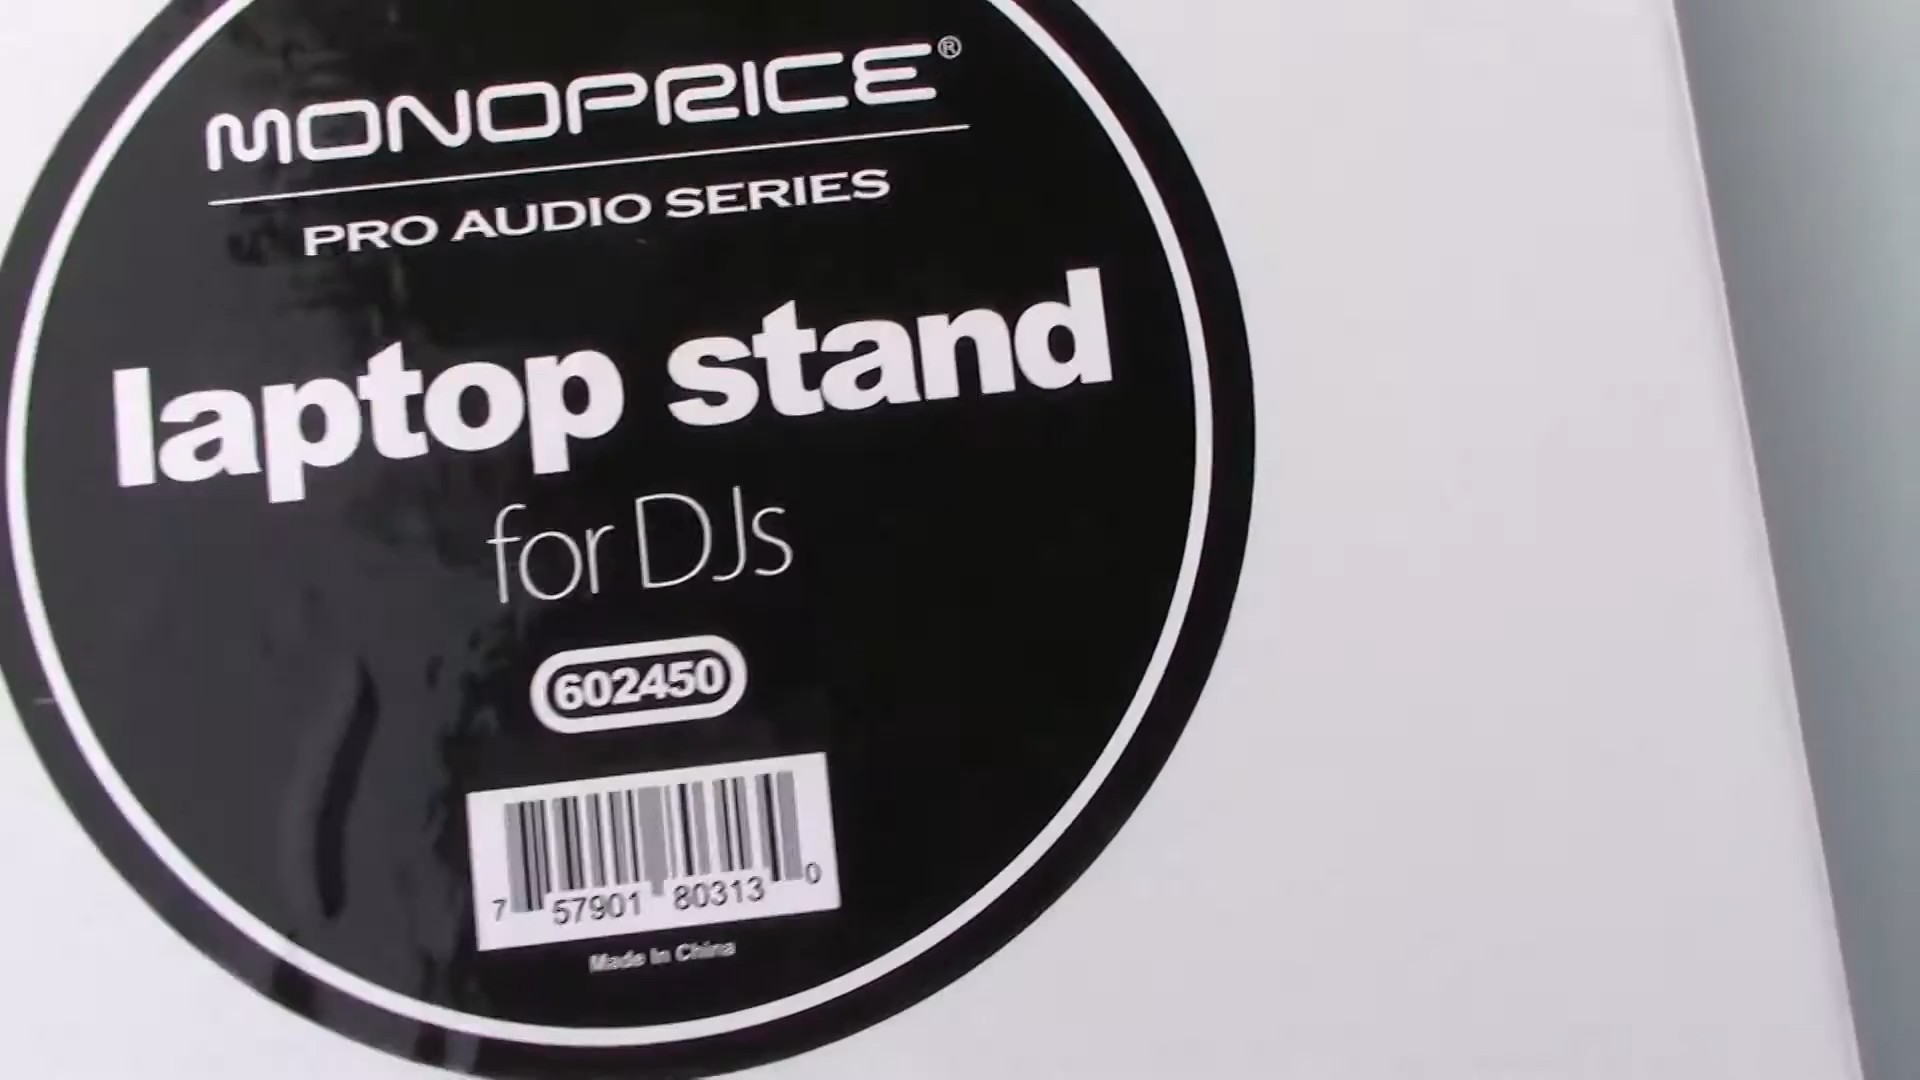 MONOPRICE®
PRO AUDIO SERIES
laptop stand
for DJs
602450
7 57901 80313 0
Made In China